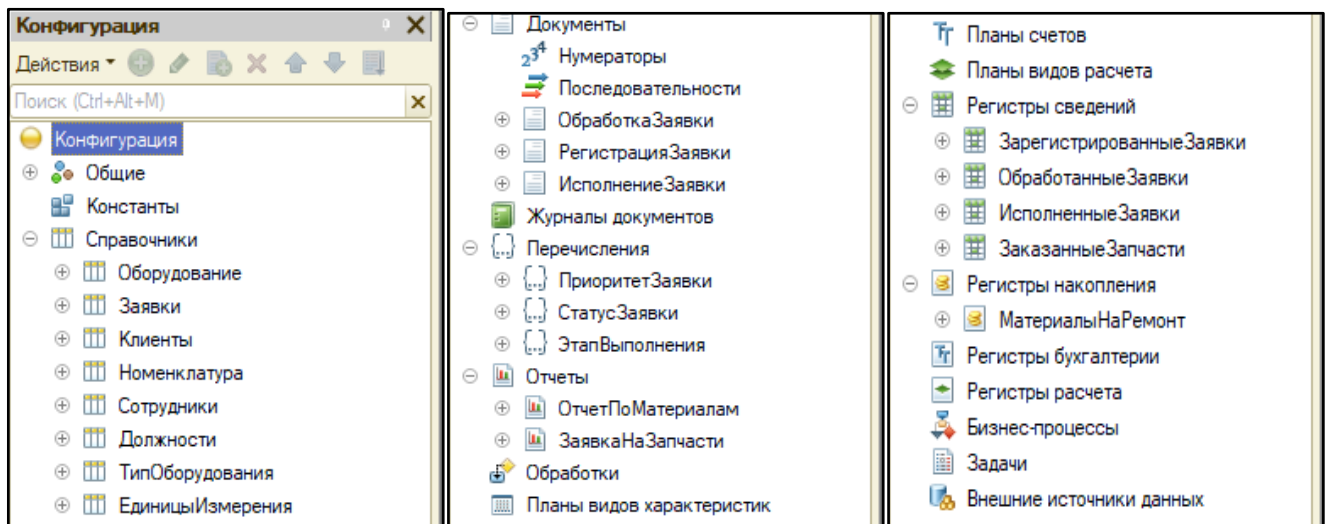 Конфигурация
Действия
Поиск (Ctrl+Alt+M)
Конфигурация
Общие
Константы
Справочники
Оборудование
Заявки
Клиенты
Номенклатура
Сотрудники
Должности
ТипОборудования
ЕдиницыИзмерения
Документы
Нумераторы
Последовательности
ОбработкаЗаявки
РегистрацияЗаявки
ИсполнениеЗаявки
Журналы документов
Перечисления
ПриоритетЗаявки
СтатусЗаявки
ЭтапВыполнения
Отчеты
ОтчетПоМатериалам
ЗаявкаНаЗапчасти
Обработки
Планы видов характеристик
Планы счетов
Планы видов расчета
Регистры сведений
ЗарегистрированныеЗаявки
ОбработанныеЗаявки
ИсполненныеЗаявки
ЗаказанныеЗапчасти
Регистры накопления
МатериалыНаРемонт
Регистры бухгалтерии
Регистры расчета
Бизнес-процессы
Задачи
Внешние источники данных